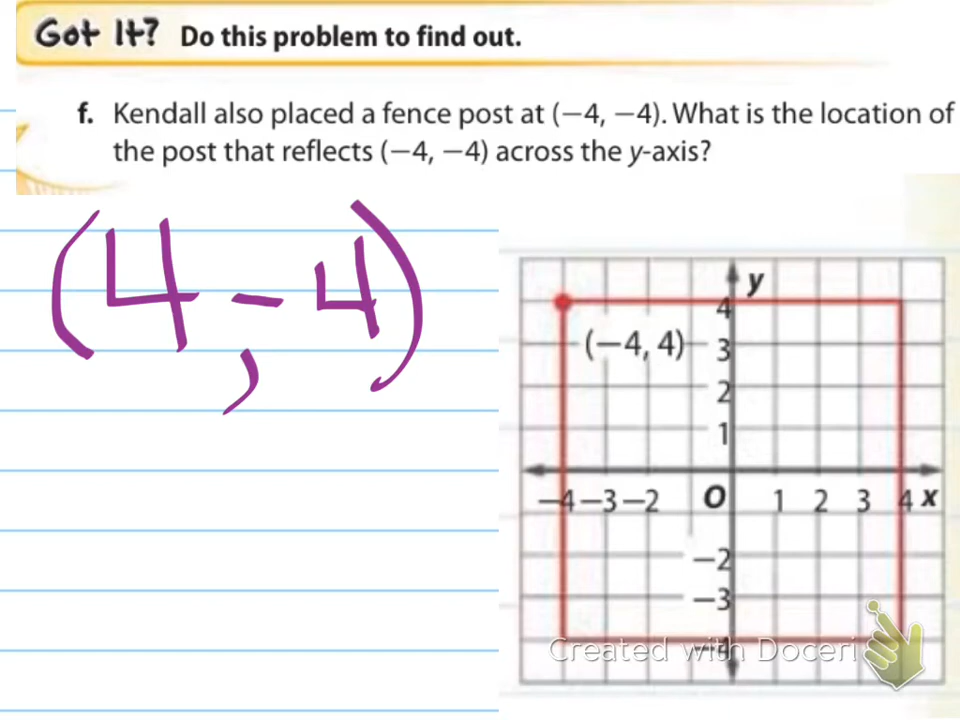 Got It? Do this problem to find out.
f. Kendall also placed a fence post at (−4, −4). What is the location of
the post that reflects (−4, −4) across the y-axis?
(4, -4)
y
4
(−4, 4)
3
2
1
−4 −3 −2 O 1 2 3 4 x
−2
−3
−4
Created with Doceri